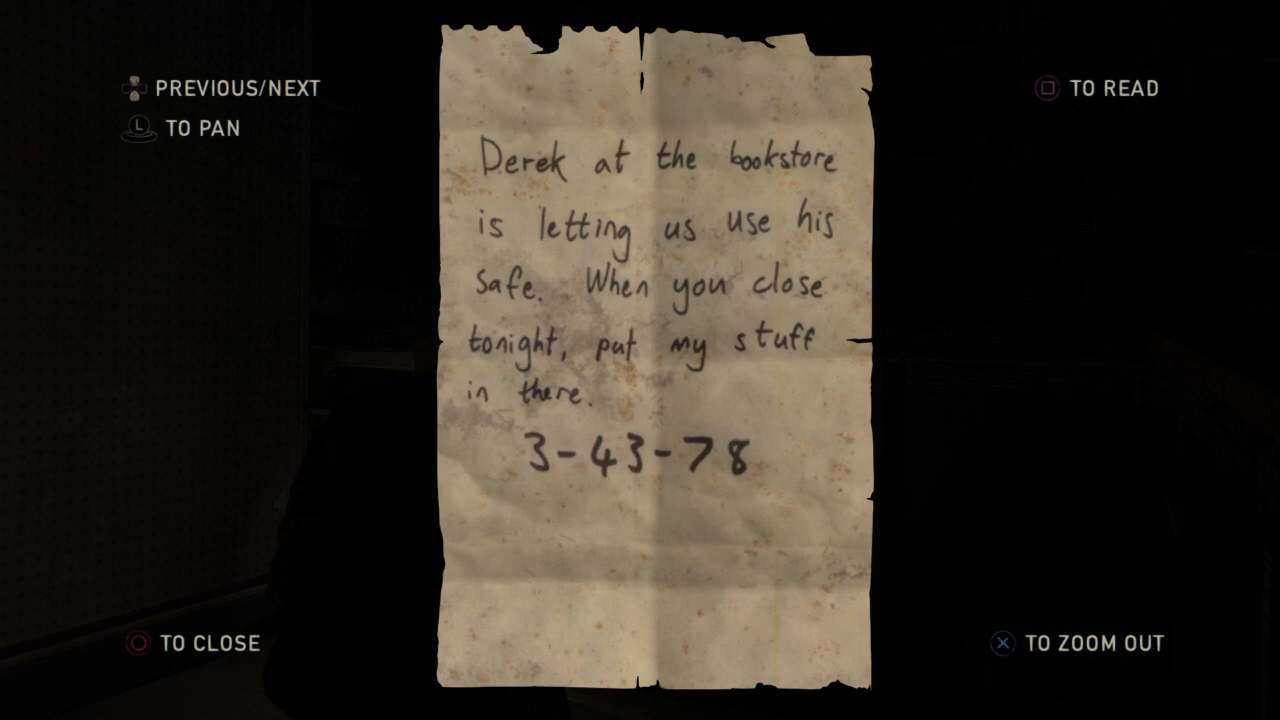 PREVIOUS/NEXT
L TO PAN
TO READ
Derek at the bookstore
is letting us use his
safe. When you close
tonight, put my stuff
in there.
3-43-78
TO CLOSE
TO ZOOM OUT